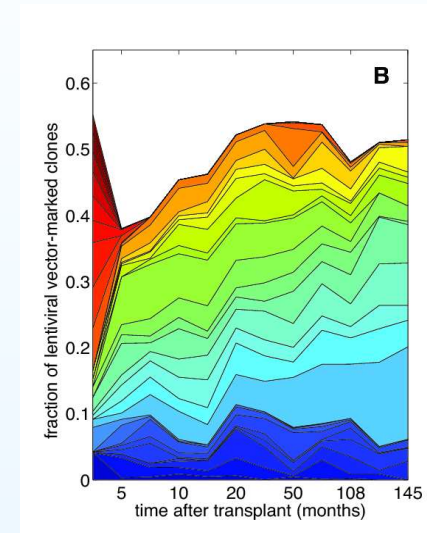 B
0.6
0.5
0.4
0.3
0.2
0.1
0
fraction of lentiviral vector-marked clones
5 10 20 50 108 145
time after transplant (months)